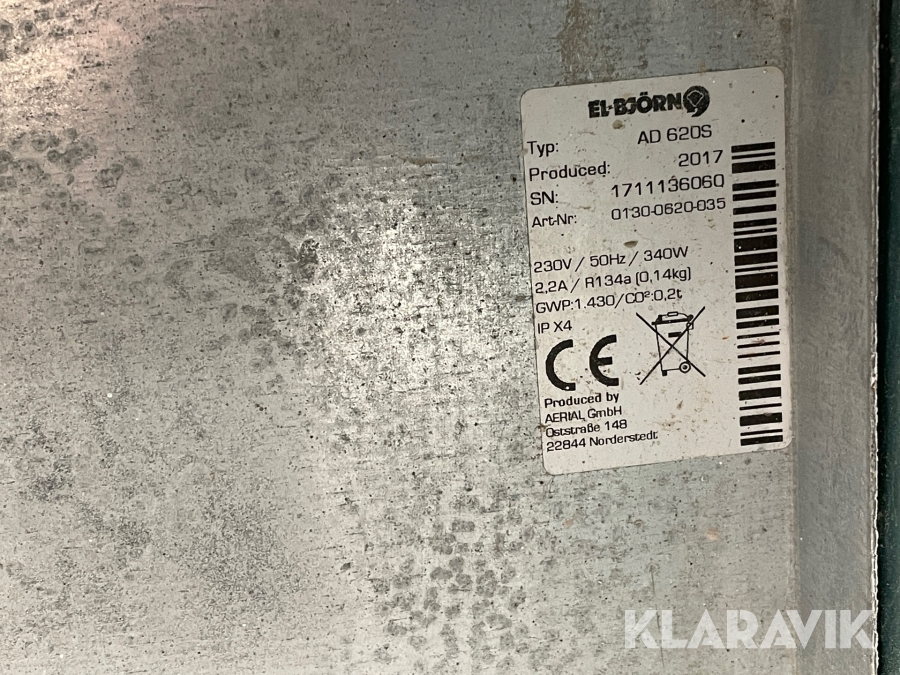 EL-BJÖRN
Typ: AD 620S
Produced: 2017
SN: 171113606Q
Art-Nr: 0130-0620-035
230V / 50Hz / 340W
2,2A / R134a (0,14kg)
GWP:1.430/CO²:0,2t
IP X4
CE
Produced by
AERIAL GmbH
Oststraße 148
22844 Norderstedt
KLARAVIK